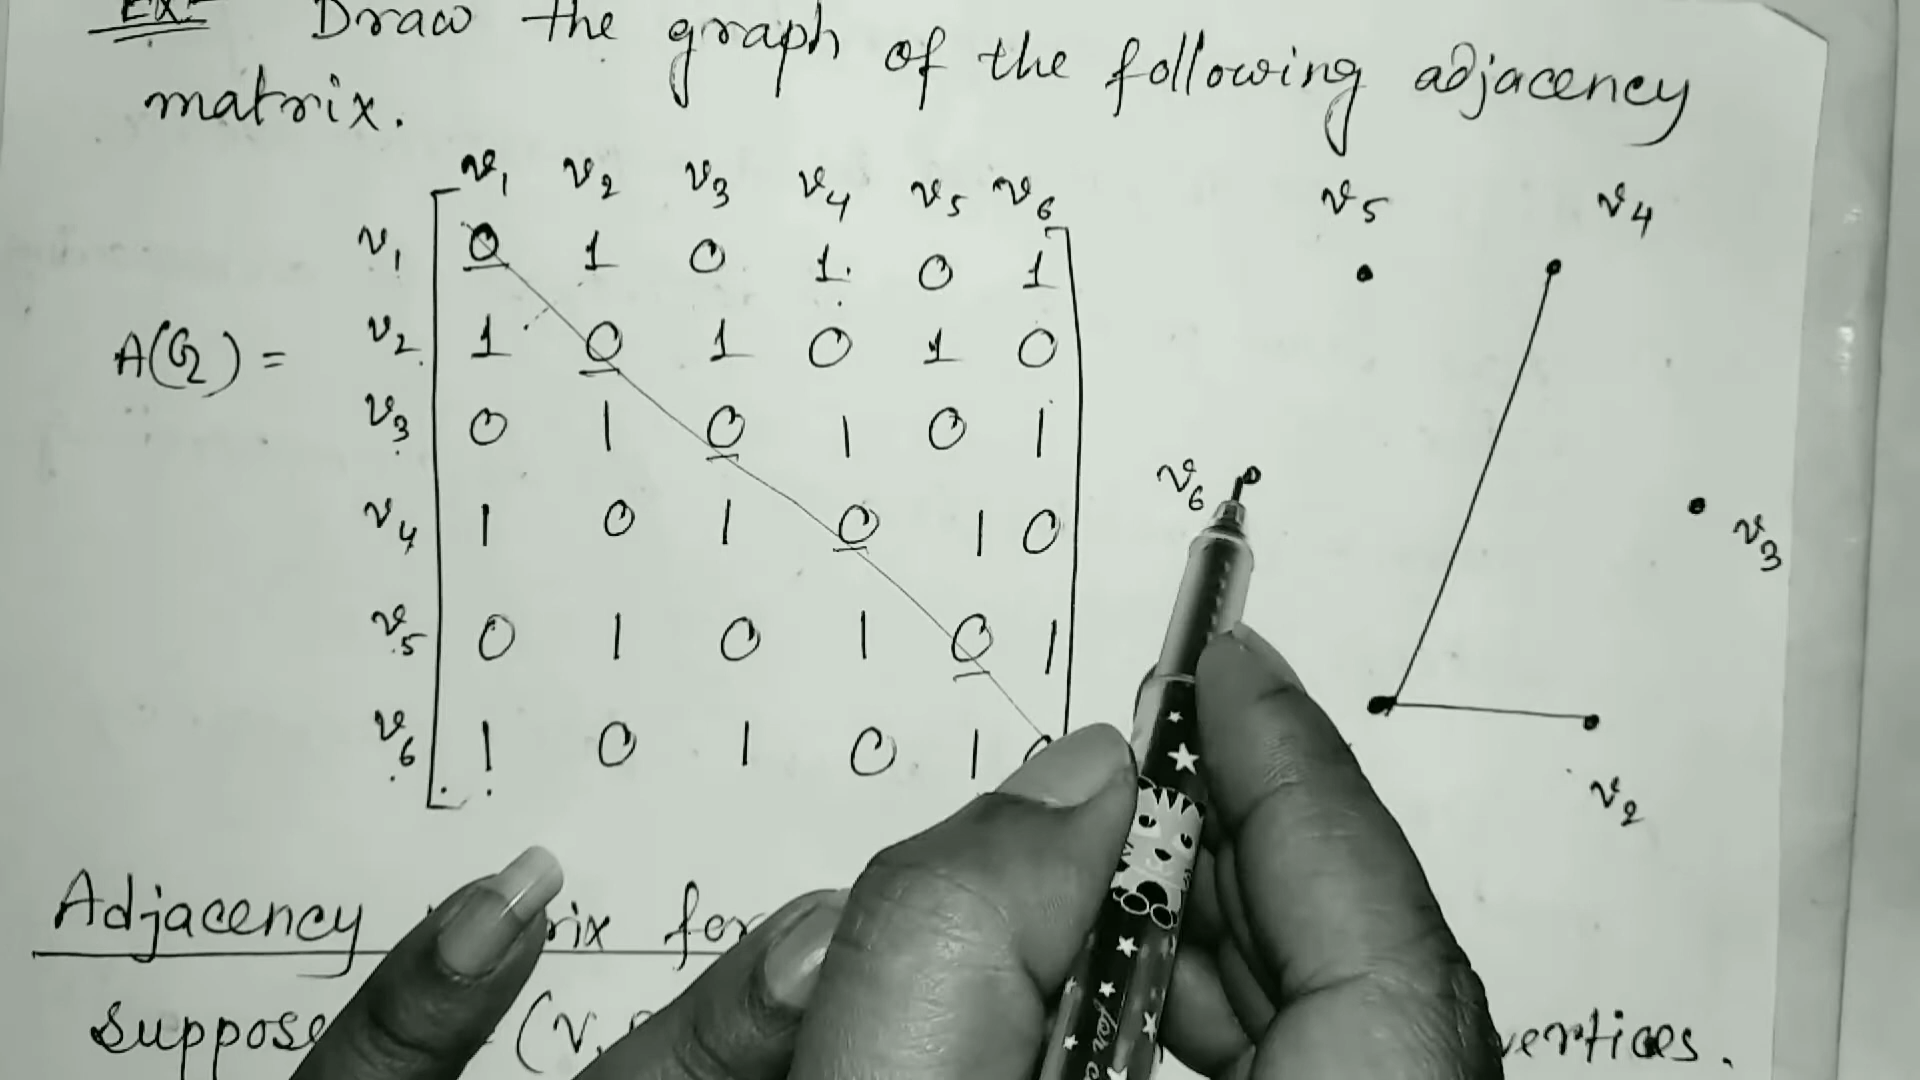 Ex:- Draw the graph of the following adjacency
matrix.
v1 v2 v3 v4 v5 v6
v1 0 1 0 1 0 1
A(G2) = v2 1 0 1 0 1 0
v3 0 1 0 1 0 1
v4 1 0 1 0 1 0
v5 0 1 0 1 0 1
v6 1 0 1 0 1 0
v5 v4
v6 v3
v2
Adjacency
suppose vertices.